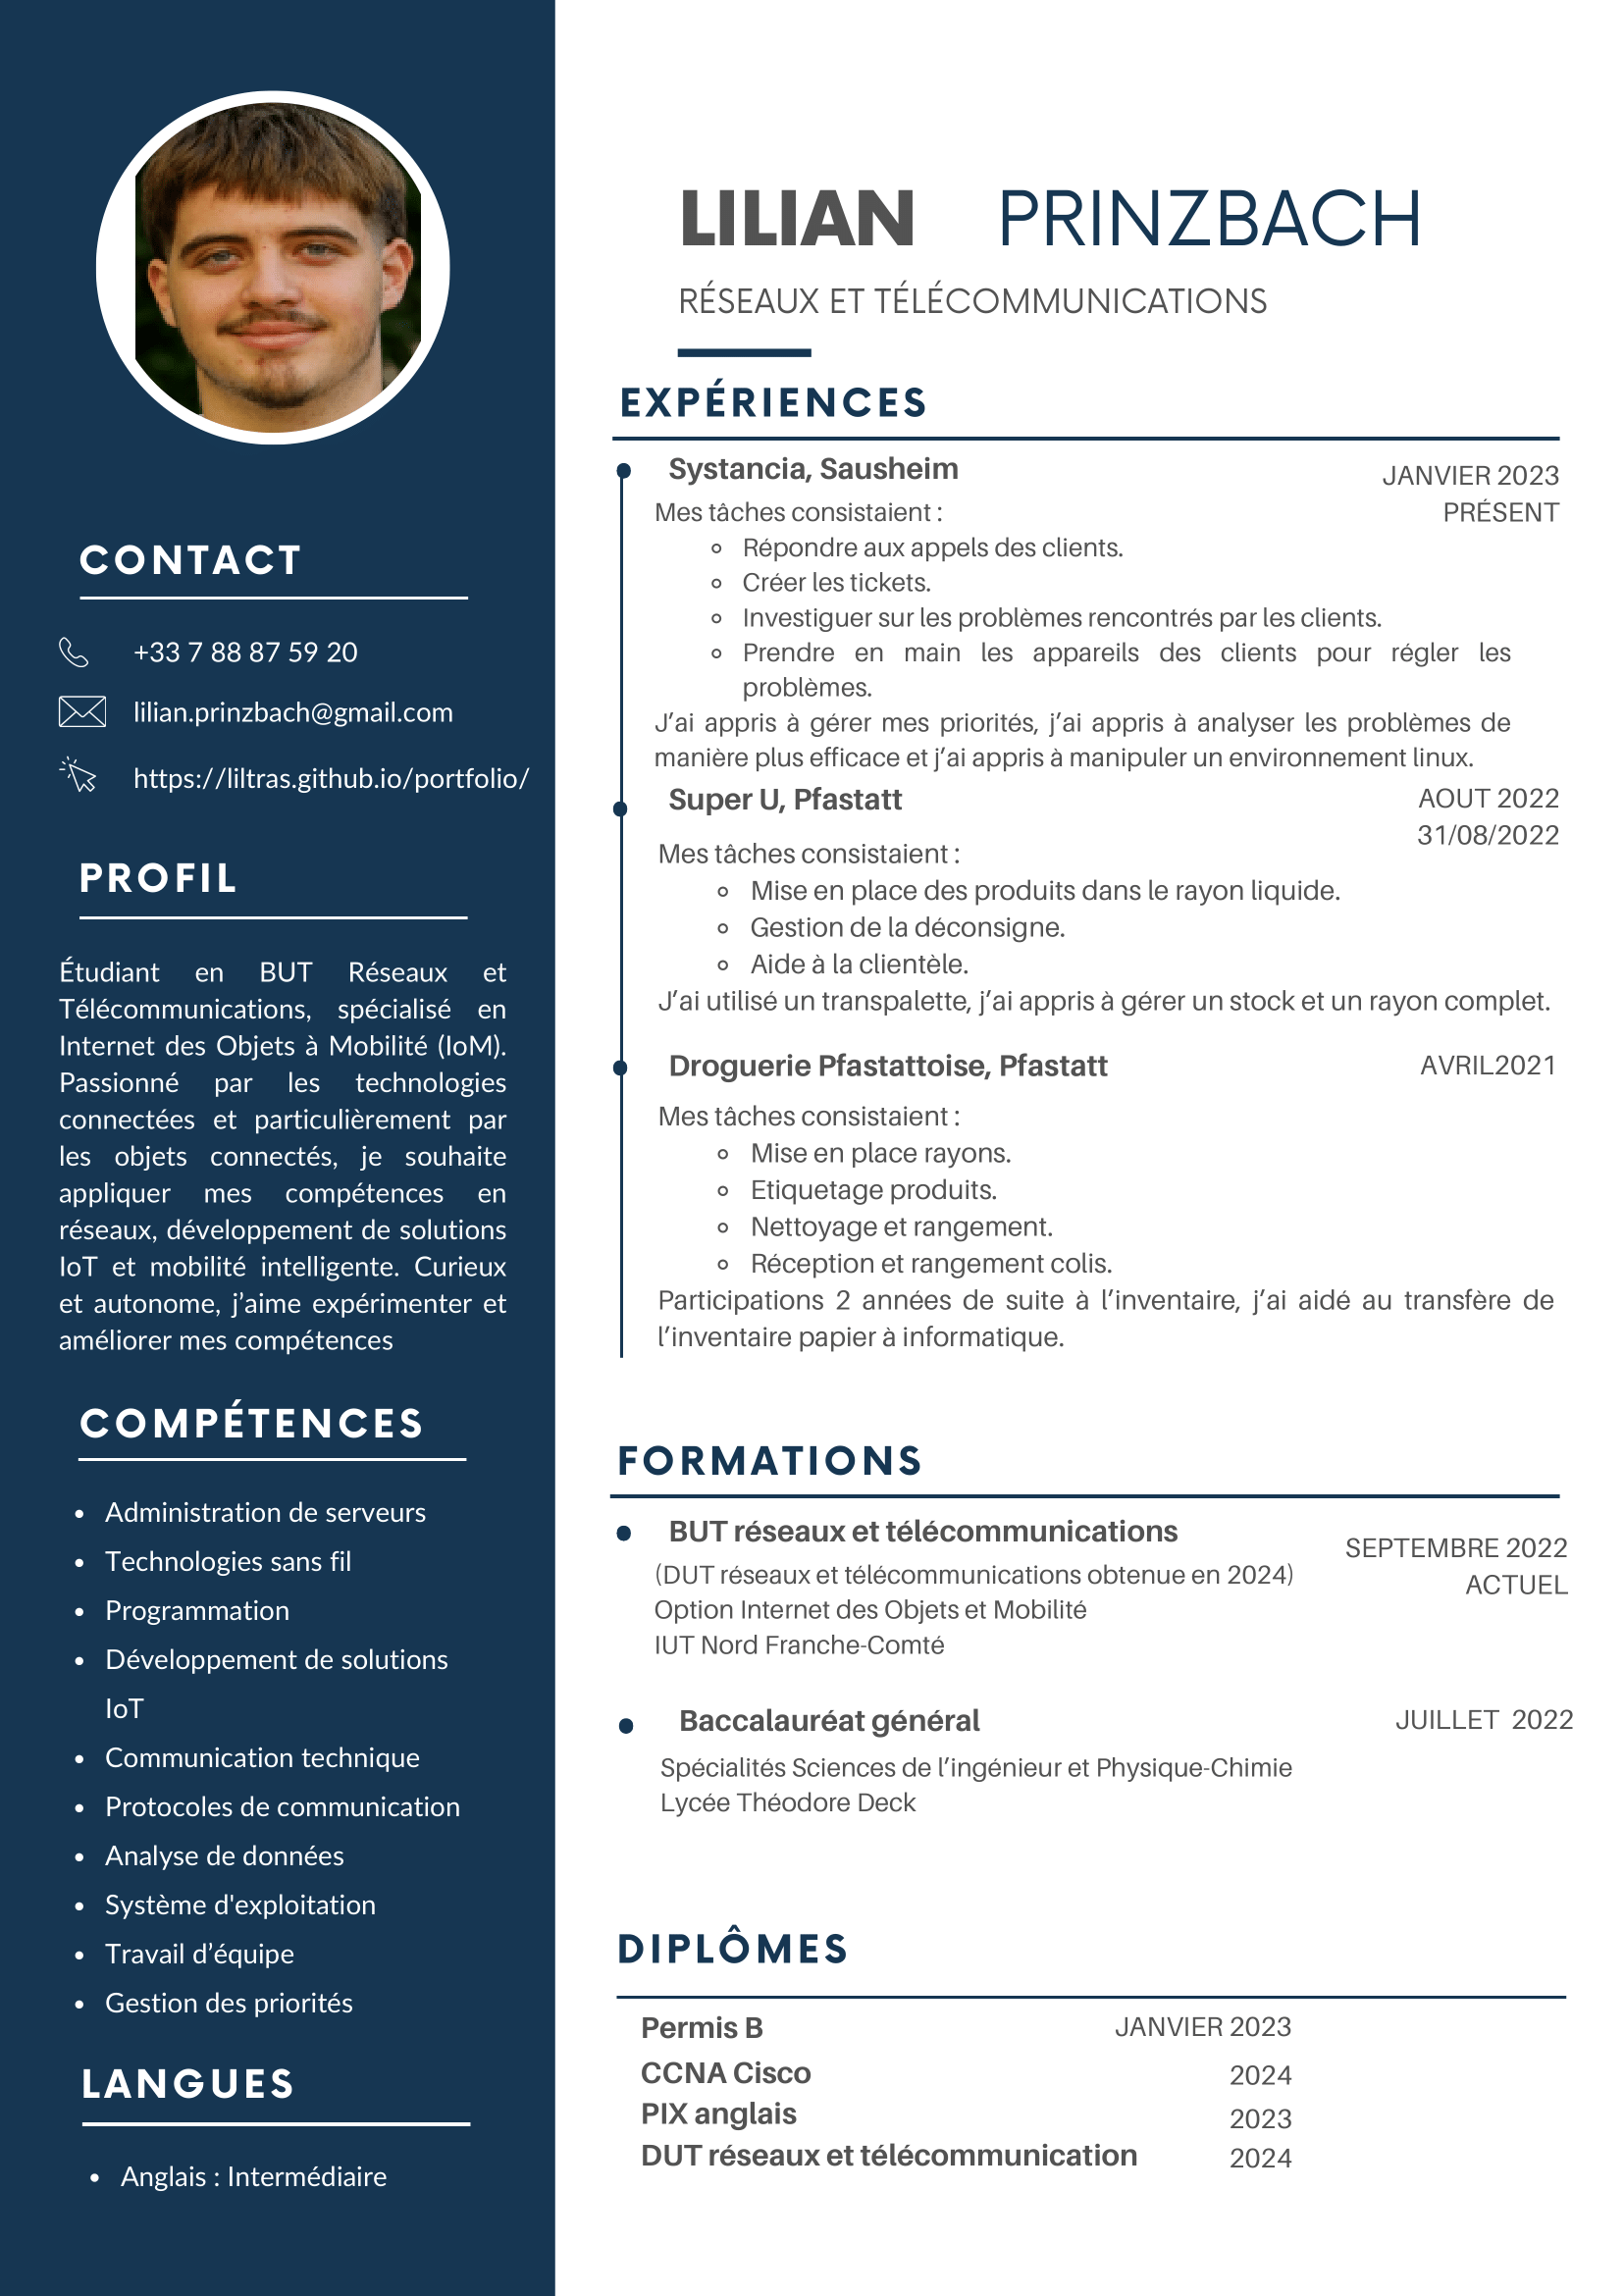 LILIAN PRINZBACH
RÉSEAUX ET TÉLÉCOMMUNICATIONS
CONTACT
+33 7 88 87 59 20
lilian.prinzbach@gmail.com
https://liltras.github.io/portfolio/
PROFIL
Étudiant en BUT Réseaux et
Télécommunications, spécialisé en
Internet des Objets à Mobilité (IoM).
Passionné par les technologies
connectées et particulièrement par
les objets connectés, je souhaite
appliquer mes compétences en
réseaux, développement de solutions
IoT et mobilité intelligente. Curieux
et autonome, j’aime expérimenter et
améliorer mes compétences
COMPÉTENCES
• Administration de serveurs
• Technologies sans fil
• Programmation
• Développement de solutions
IoT
• Communication technique
• Protocoles de communication
• Analyse de données
• Système d'exploitation
• Travail d’équipe
• Gestion des priorités
LANGUES
• Anglais : Intermédiaire
EXPÉRIENCES
Systancia, Sausheim
JANVIER 2023
PRÉSENT
Mes tâches consistaient :
◦ Répondre aux appels des clients.
◦ Créer les tickets.
◦ Investiguer sur les problèmes rencontrés par les clients.
◦ Prendre en main les appareils des clients pour régler les
problèmes.
J’ai appris à gérer mes priorités, j’ai appris à analyser les problèmes de
manière plus efficace et j’ai appris à manipuler un environnement linux.
Super U, Pfastatt
AOUT 2022
31/08/2022
Mes tâches consistaient :
◦ Mise en place des produits dans le rayon liquide.
◦ Gestion de la déconsigne.
◦ Aide à la clientèle.
J’ai utilisé un transpalette, j’ai appris à gérer un stock et un rayon complet.
Droguerie Pfastattoise, Pfastatt
AVRIL2021
Mes tâches consistaient :
◦ Mise en place rayons.
◦ Etiquetage produits.
◦ Nettoyage et rangement.
◦ Réception et rangement colis.
Participations 2 années de suite à l’inventaire, j’ai aidé au transfère de
l’inventaire papier à informatique.
FORMATIONS
BUT réseaux et télécommunications
SEPTEMBRE 2022
ACTUEL
(DUT réseaux et télécommunications obtenue en 2024)
Option Internet des Objets et Mobilité
IUT Nord Franche-Comté
Baccalauréat général
JUILLET 2022
Spécialités Sciences de l’ingénieur et Physique-Chimie
Lycée Théodore Deck
DIPLÔMES
Permis B JANVIER 2023
CCNA Cisco 2024
PIX anglais 2023
DUT réseaux et télécommunication 2024